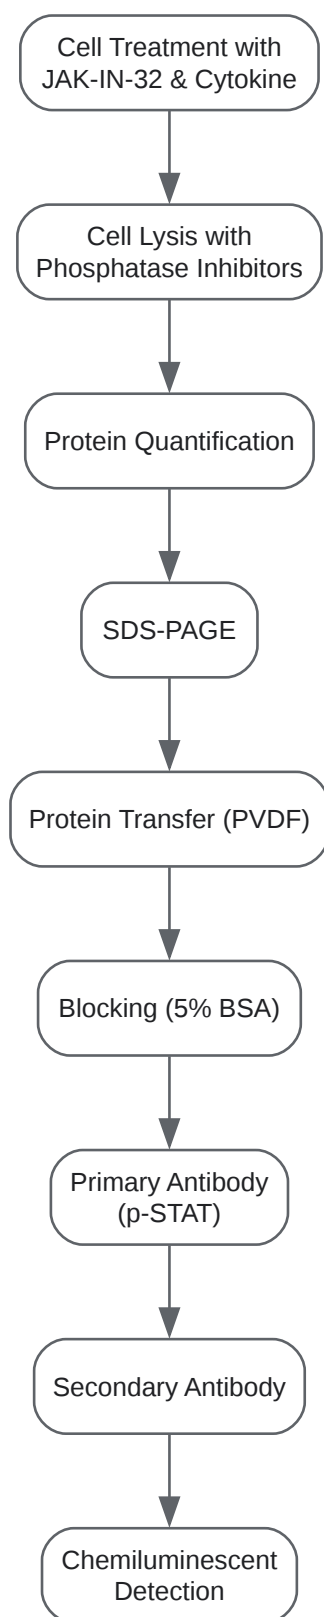 Cell Treatment with
JAK-IN-32 & Cytokine
Cell Lysis with
Phosphatase Inhibitors
Protein Quantification
SDS-PAGE
Protein Transfer (PVDF)
Blocking (5% BSA)
Primary Antibody
(p-STAT)
Secondary Antibody
Chemiluminescent
Detection